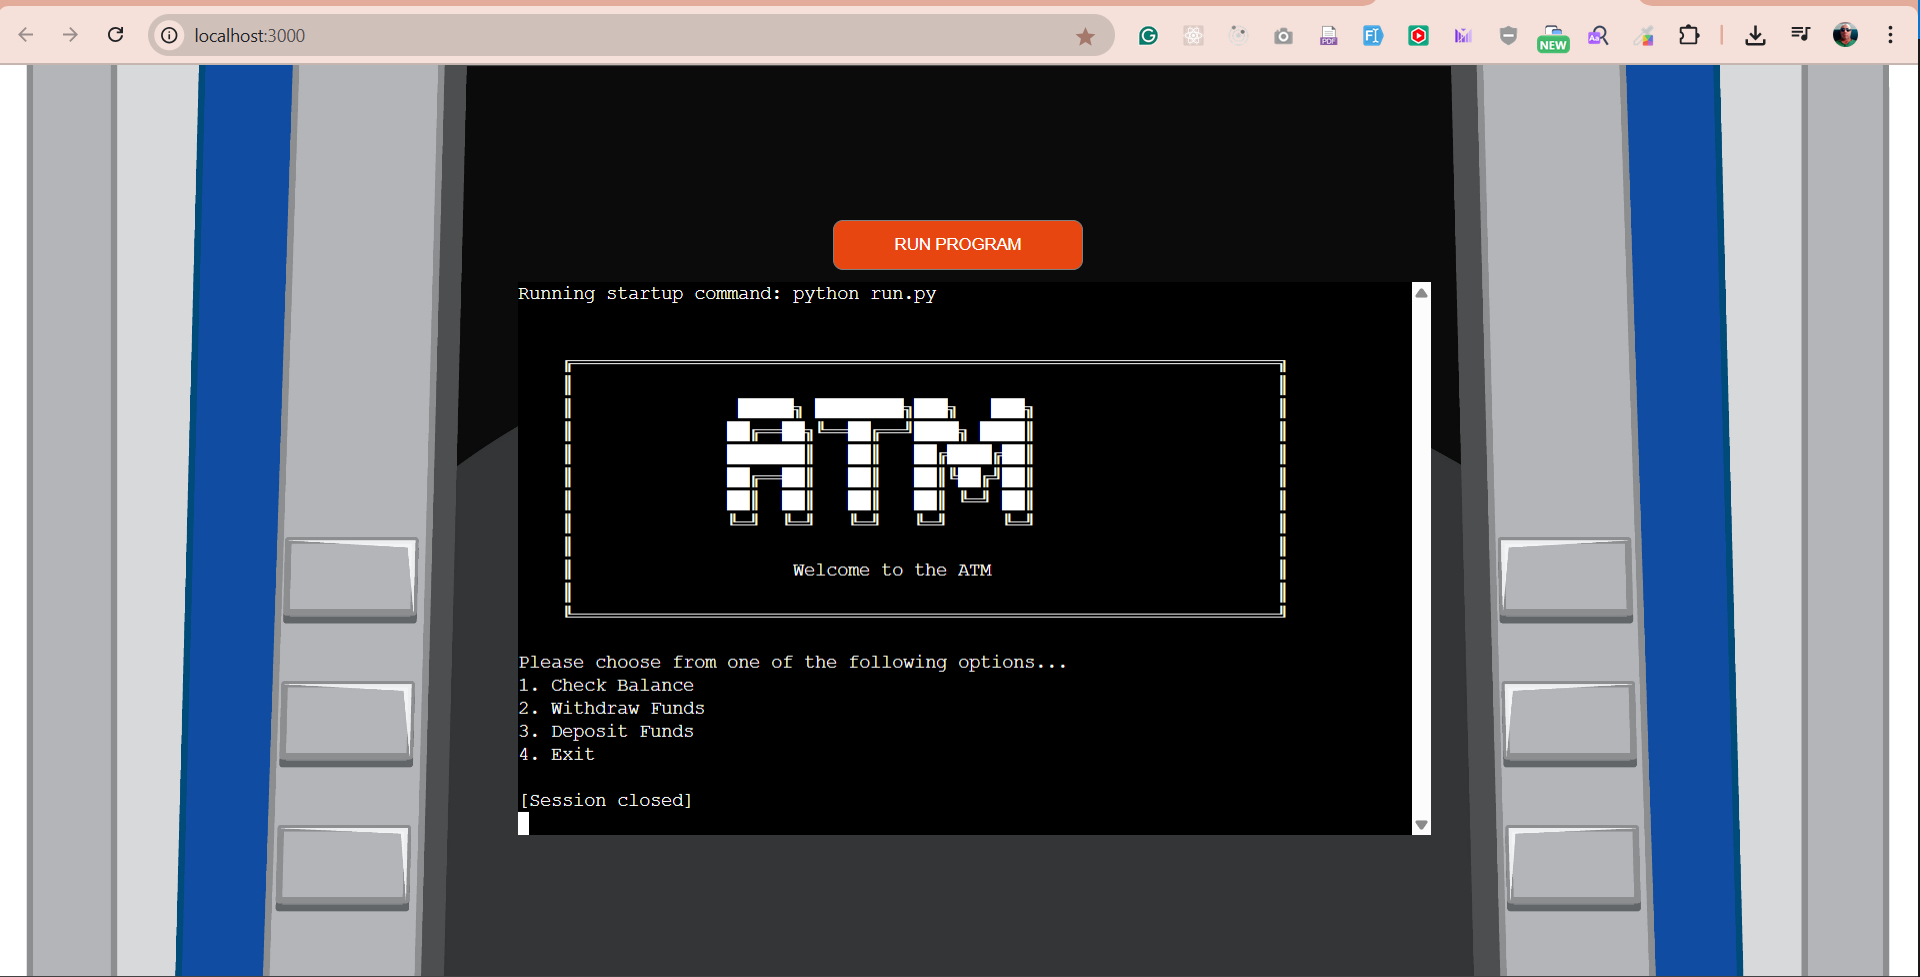 localhost:3000
NEW
RUN PROGRAM
Running startup command: python run.py
ATM
Welcome to the ATM
Please choose from one of the following options...
1. Check Balance
2. Withdraw Funds
3. Deposit Funds
4. Exit
[Session closed]